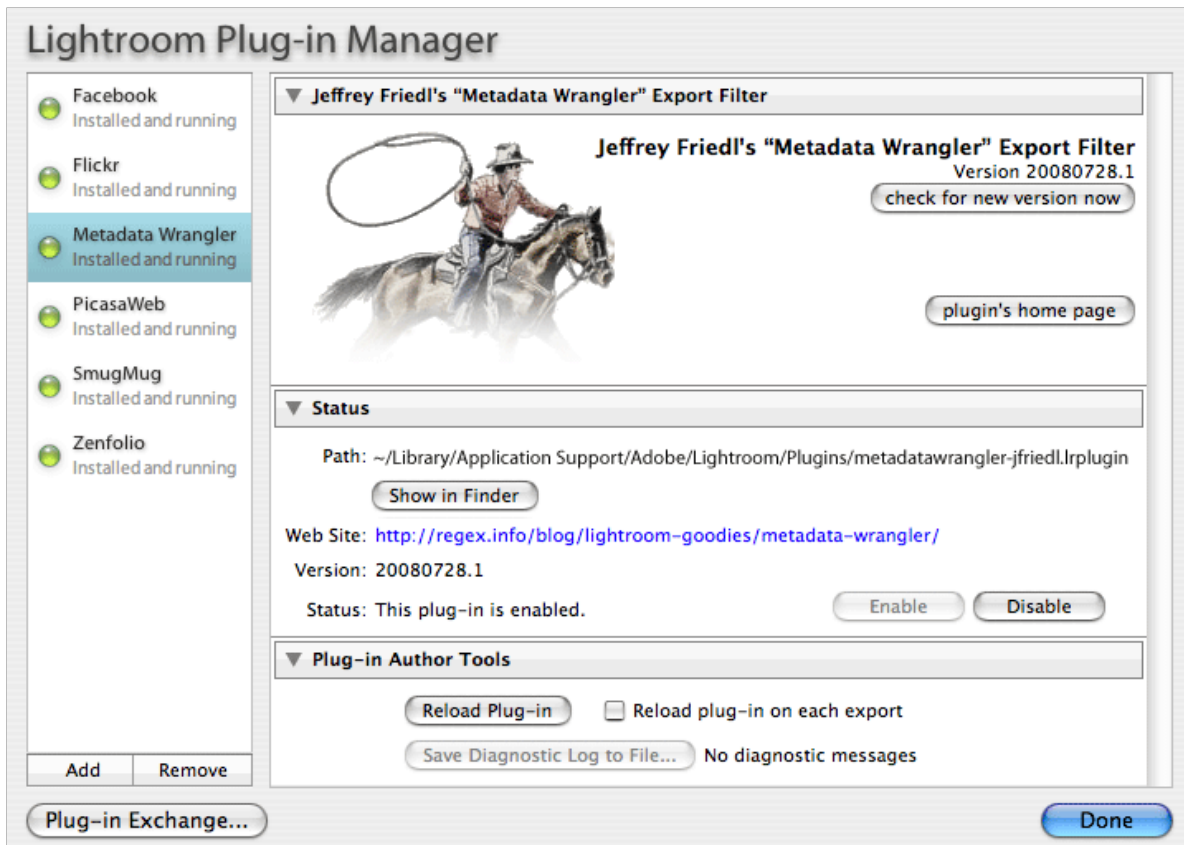 Lightroom Plug-in Manager
Facebook
Installed and running
Flickr
Installed and running
Metadata Wrangler
Installed and running
PicasaWeb
Installed and running
SmugMug
Installed and running
Zenfolio
Installed and running
Add Remove
Plug-in Exchange...
Jeffrey Friedl's “Metadata Wrangler” Export Filter
Jeffrey Friedl's “Metadata Wrangler” Export Filter
Version 20080728.1
check for new version now
plugin's home page
Status
Path: ~/Library/Application Support/Adobe/Lightroom/Plugins/metadatawrangler-jfriedl.lrplugin
Show in Finder
Web Site: http://regex.info/blog/lightroom-goodies/metadata-wrangler/
Version: 20080728.1
Status: This plug-in is enabled. Enable Disable
Plug-in Author Tools
Reload Plug-in Reload plug-in on each export
Save Diagnostic Log to File... No diagnostic messages
Done